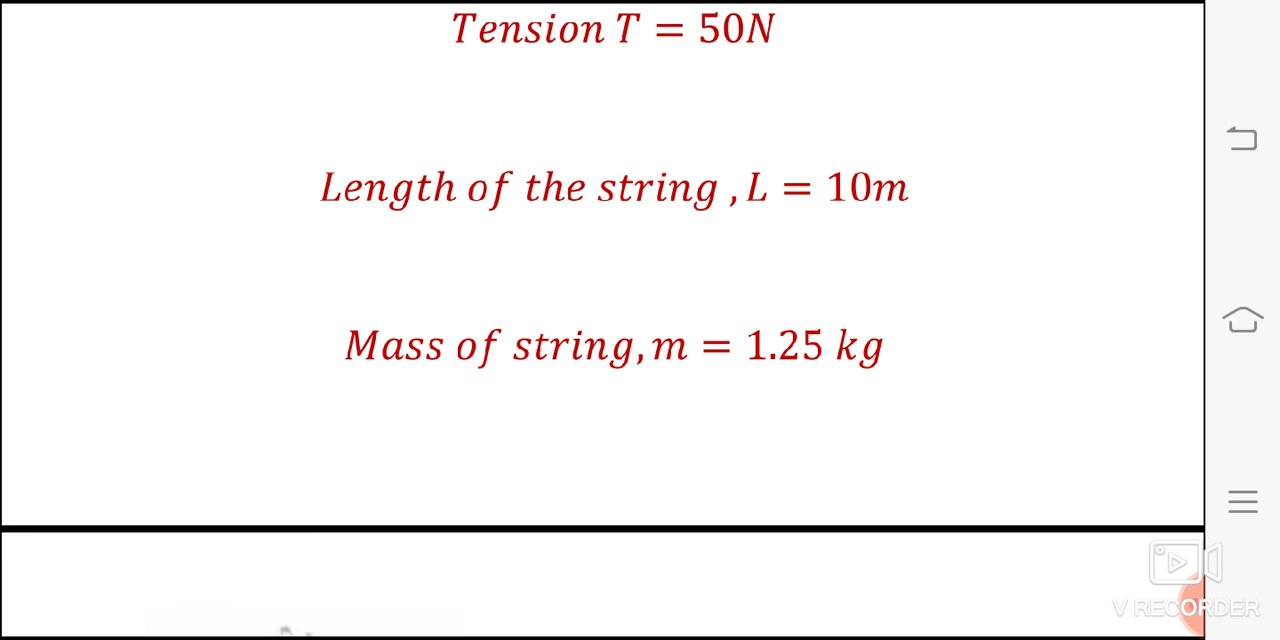 Tension T = 50N
Length of the string , L = 10m
Mass of string, m = 1.25 kg
V RECORDER